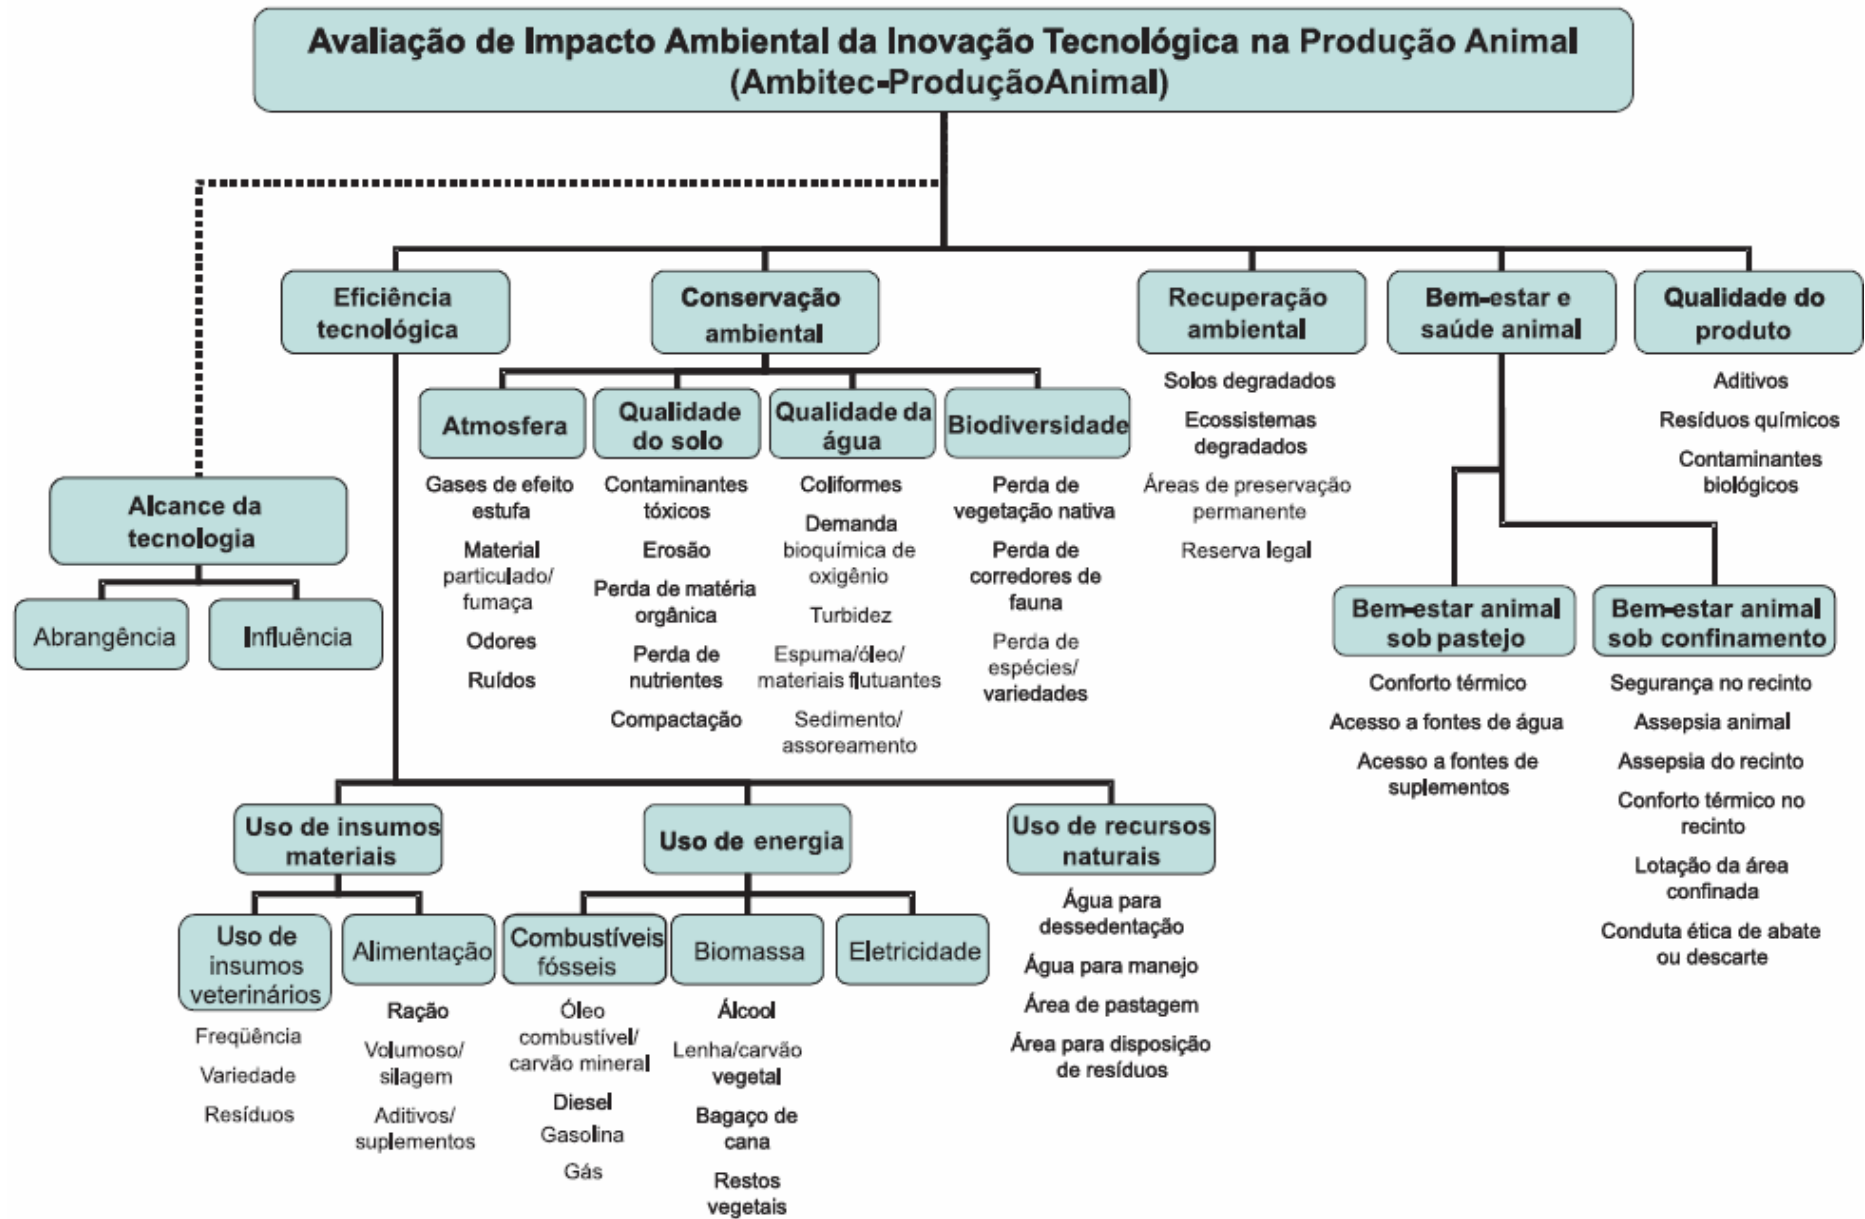 Avaliação de Impacto Ambiental da Inovação Tecnológica na Produção Animal
(Ambitec-ProduçãoAnimal)
Eficiência
tecnológica
Conservação
ambiental
Recuperação
ambiental
Bem-estar e
saúde animal
Qualidade do
produto
Atmosfera
Gases de efeito
estufa
Material
particulado/
fumaça
Odores
Ruídos
Qualidade
do solo
Contaminantes
tóxicos
Erosão
Perda de matéria
orgânica
Perda de
nutrientes
Compactação
Qualidade da
água
Coliformes
Demanda
bioquímica de
oxigênio
Turbidez
Espuma/óleo/
materiais flutuantes
Sedimento/
assoreamento
Biodiversidade
Perda de
vegetação nativa
Perda de
corredores de
fauna
Perda de
espécies/
variedades
Solos degradados
Ecossistemas
degradados
Áreas de preservação
permanente
Reserva legal
Aditivos
Resíduos químicos
Contaminantes
biológicos
Alcance da
tecnologia
Abrangência
Influência
Bem-estar animal
sob pastejo
Conforto térmico
Acesso a fontes de água
Acesso a fontes de
suplementos
Bem-estar animal
sob confinamento
Segurança no recinto
Assepsia animal
Assepsia do recinto
Conforto térmico no
recinto
Lotação da área
confinada
Conduta ética de abate
ou descarte
Uso de insumos
materiais
Uso de energia
Uso de recursos
naturais
Uso de
insumos
veterinários
Freqüência
Variedade
Resíduos
Alimentação
Ração
Volumoso/
silagem
Aditivos/
suplementos
Combustíveis
fósseis
Óleo
combustível/
carvão mineral
Diesel
Gasolina
Gás
Biomassa
Álcool
Lenha/carvão
vegetal
Bagaço de
cana
Restos
vegetais
Eletricidade
Água para
dessedentação
Água para manejo
Área de pastagem
Área para disposição
de resíduos